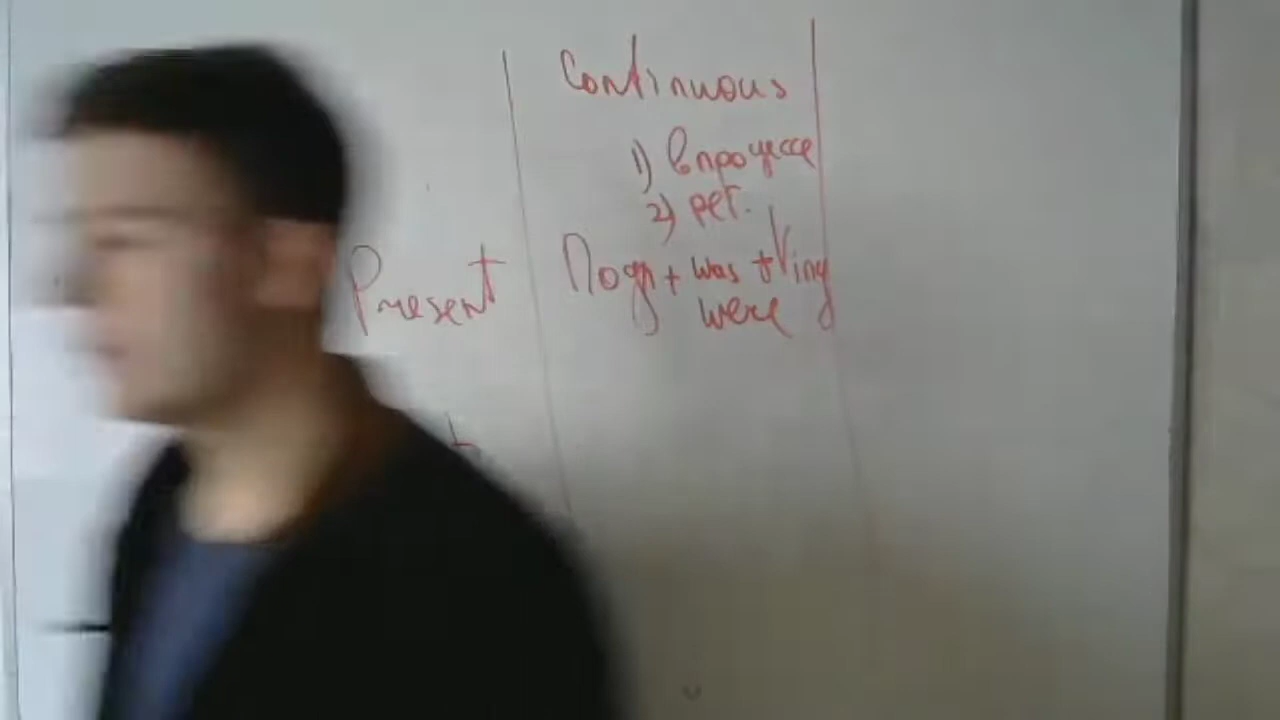 Continuous
1) в процессе
2) рег.
Present
Подл + was + Ving
were